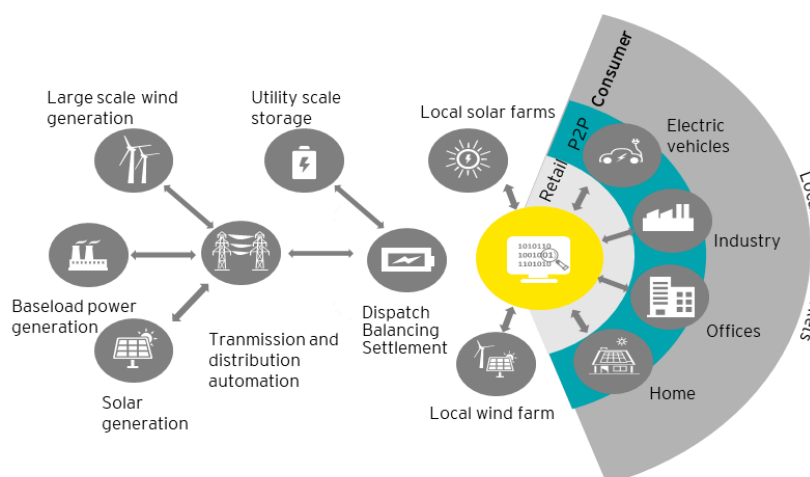 Large scale wind
generation
Utility scale
storage
Local solar farms
Consumer
P2P
Retail
Electric
vehicles
1010110
1001001
1101010
Industry
Baseload power
generation
Dispatch
Balancing
Settlement
Offices
Tranmission and
distribution
automation
Solar
generation
Local wind farm
Home